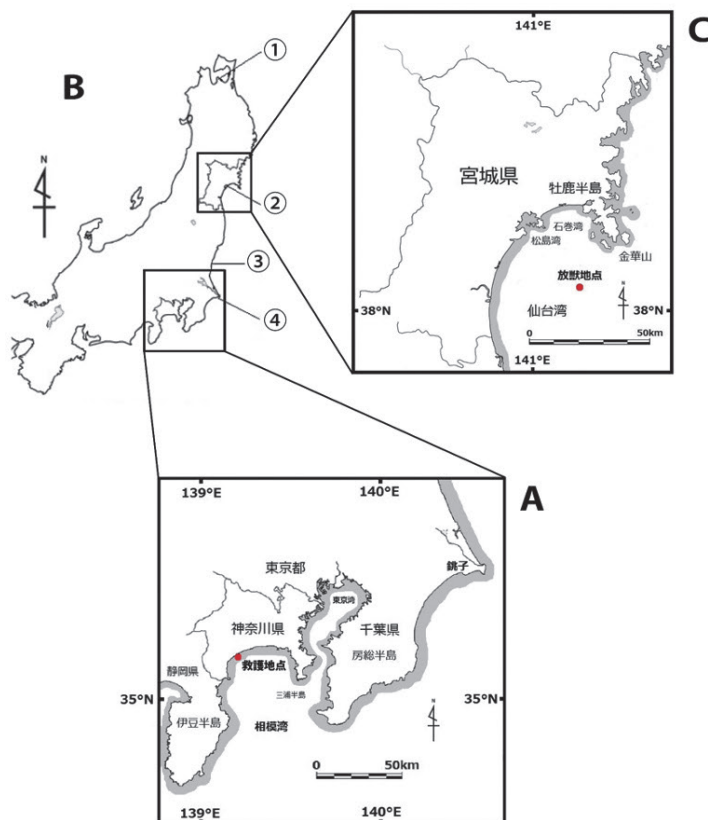 B
N
①
②
③
④
C
141°E
宮城県
牡鹿半島
石巻湾
松島湾
金華山
放獣地点
仙台湾
N
38°N
38°N
0 50km
141°E
A
139°E
140°E
東京都
銚子
東京湾
神奈川県
千葉県
救護地点
房総半島
静岡県
三浦半島
35°N
35°N
伊豆半島
相模湾
N
0 50km
139°E
140°E